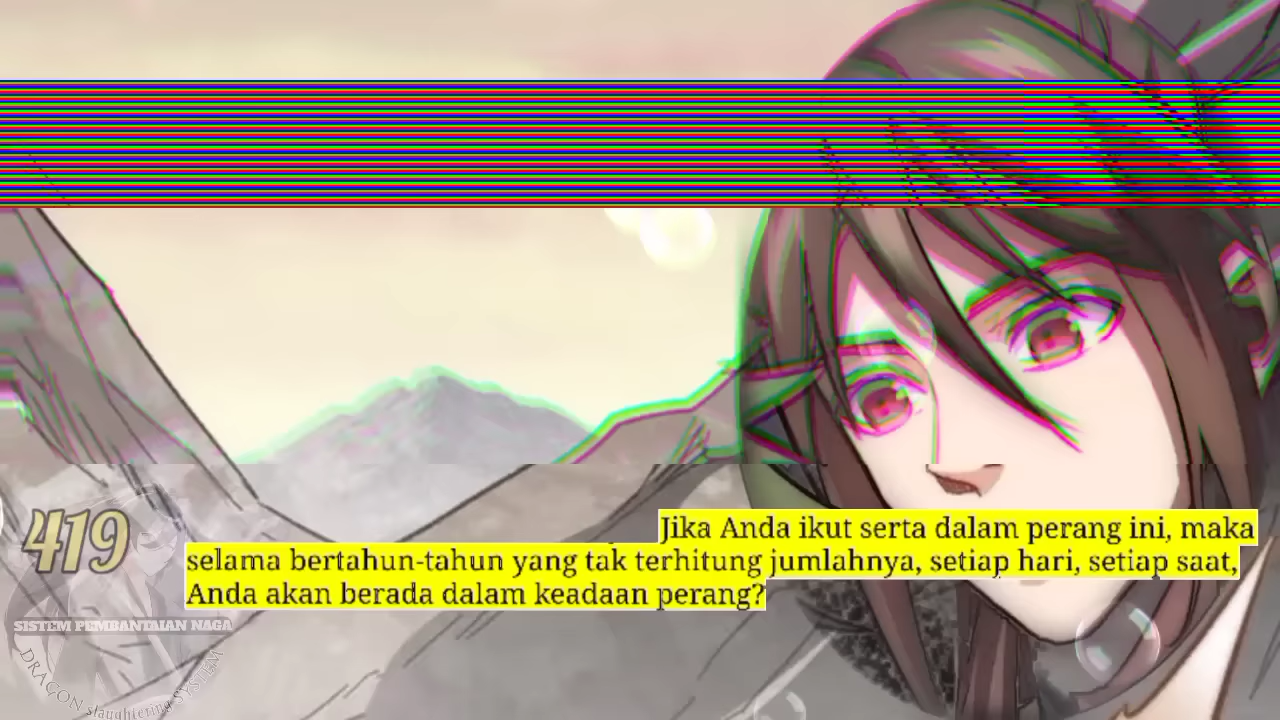 Jika Anda ikut serta dalam perang ini, maka
selama bertahun-tahun yang tak terhitung jumlahnya, setiap hari, setiap saat,
Anda akan berada dalam keadaan perang?
419
SISTEM PEMBANTAIAN NAGA
DRAGON slaughtering SYSTEM